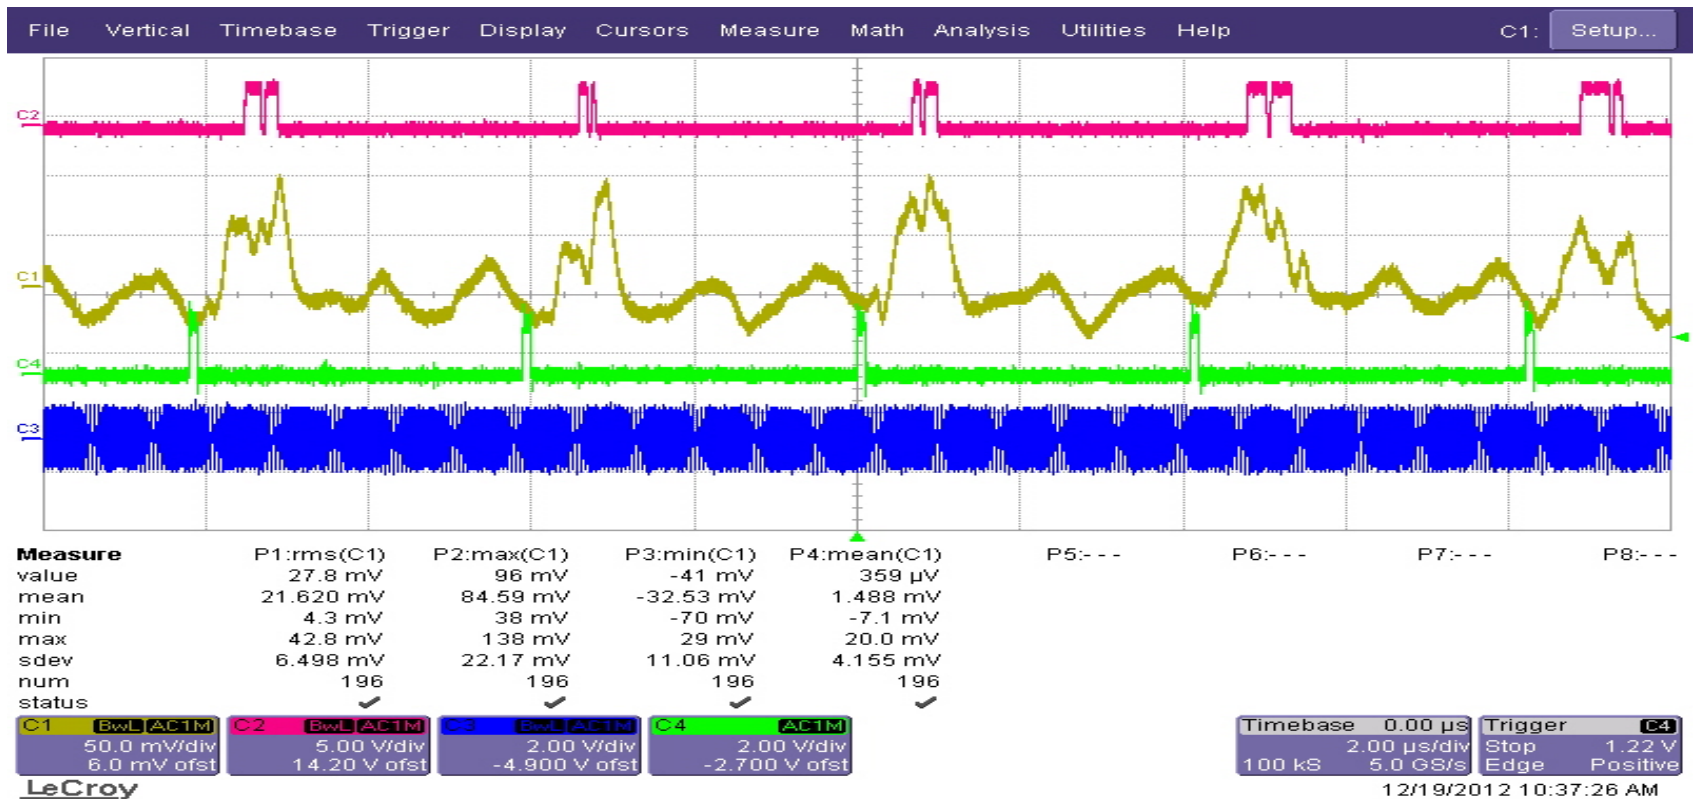 File Vertical Timebase Trigger Display Cursors Measure Math Analysis Utilities Help C1: Setup...
C2
C1
C4
C3
Measure P1:rms(C1) P2:max(C1) P3:min(C1) P4:mean(C1) P5:- - - P6:- - - P7:- - - P8:- - -
value 27.8 mV 96 mV -41 mV 359 µV
mean 21.620 mV 84.59 mV -32.53 mV 1.488 mV
min 4.3 mV 38 mV -70 mV -7.1 mV
max 42.8 mV 138 mV 29 mV 20.0 mV
sdev 6.498 mV 22.17 mV 11.06 mV 4.155 mV
num 196 196 196 196
status
C1 BwL AC1M C2 BwL AC1M C3 BwL AC1M C4 AC1M Timebase 0.00 µs Trigger C4
50.0 mV/div 5.00 V/div 2.00 V/div 2.00 V/div 2.00 µs/div Stop 1.22 V
6.0 mV ofst 14.20 V ofst -4.900 V ofst -2.700 V ofst 100 kS 5.0 GS/s Edge Positive
LeCroy 12/19/2012 10:37:26 AM